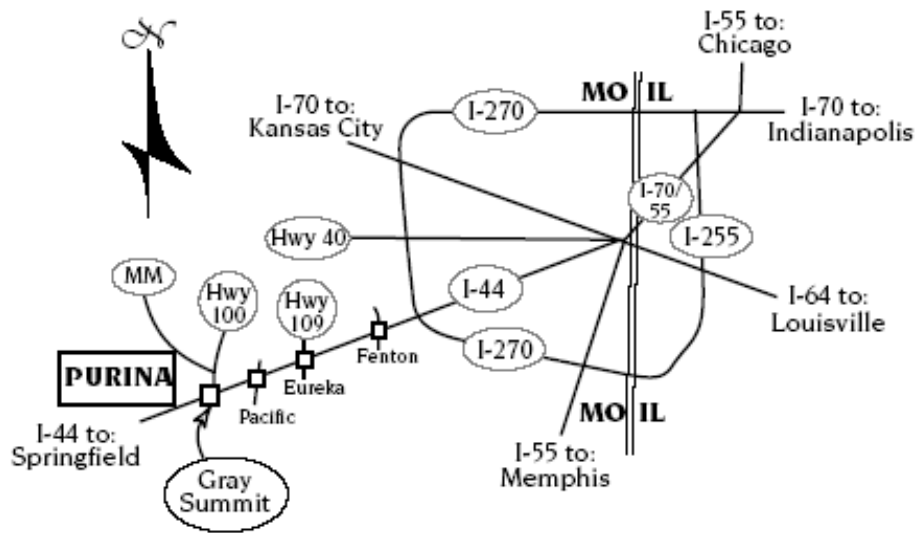 N
I-55 to:
Chicago
MO IL
I-70 to:
Kansas City
I-270
I-70 to:
Indianapolis
I-70/
55
Hwy 40
I-255
MM
Hwy
100
Hwy
109
I-44
I-64 to:
Louisville
Fenton
I-270
PURINA
Eureka
Pacific
MO IL
I-44 to:
Springfield
I-55 to:
Memphis
Gray
Summit